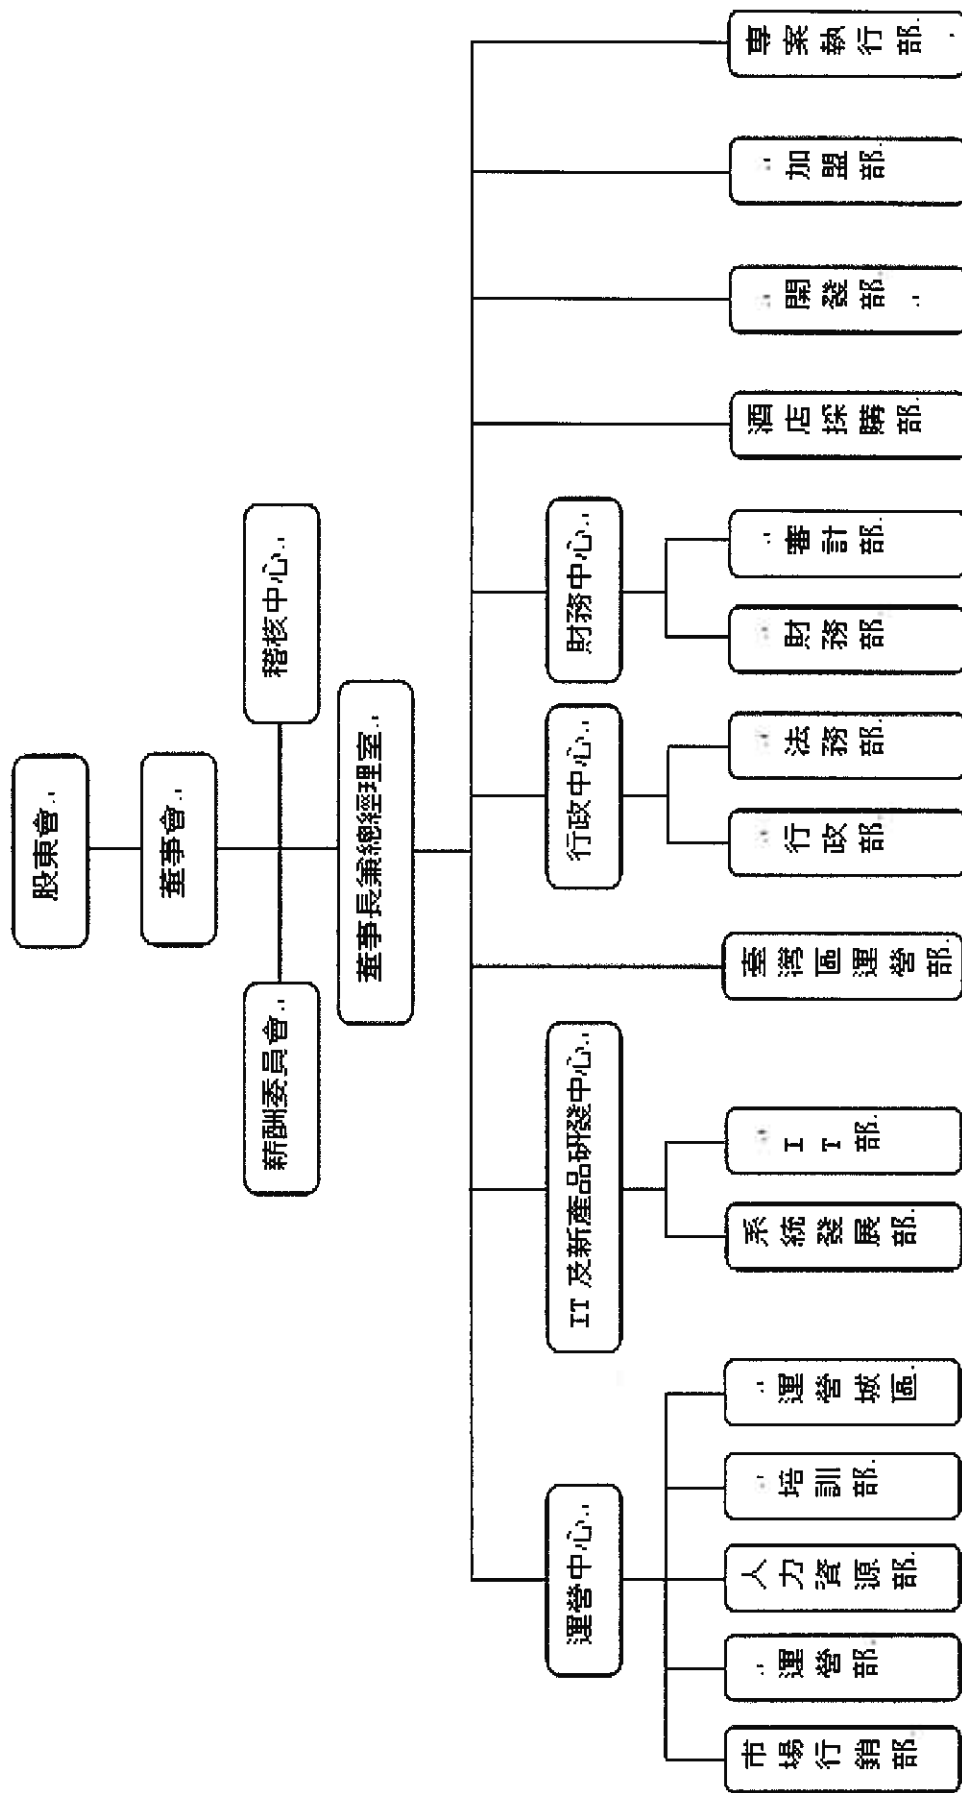 股東會
董事會
薪酬委員會
稽核中心
董事長兼總經理室
運營中心
IT 及新產品研發中心
行政中心
財務中心
市場行銷部
運營部
人力資源部
培訓部
運營城區
系統發展部
IT部
臺灣區運營部
行政部
法務部
財務部
審計部
酒店採購部
開發部
加盟部
專案執行部